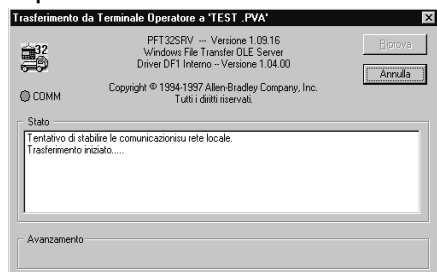 Trasferimento da Terminale Operatore a 'TEST .PVA'
PFT32SRV --- Versione 1.09.16
Windows File Transfer OLE Server
Driver DF1 Interno -- Versione 1.04.00
Copyright © 1994-1997 Allen-Bradley Company, Inc.
Tutti i diritti riservati.
32
COMM
Riprova
Annulla
Stato
Tentativo di stabilire le comunicazionisu rete locale.
Trasferimento iniziato.....
Avanzamento